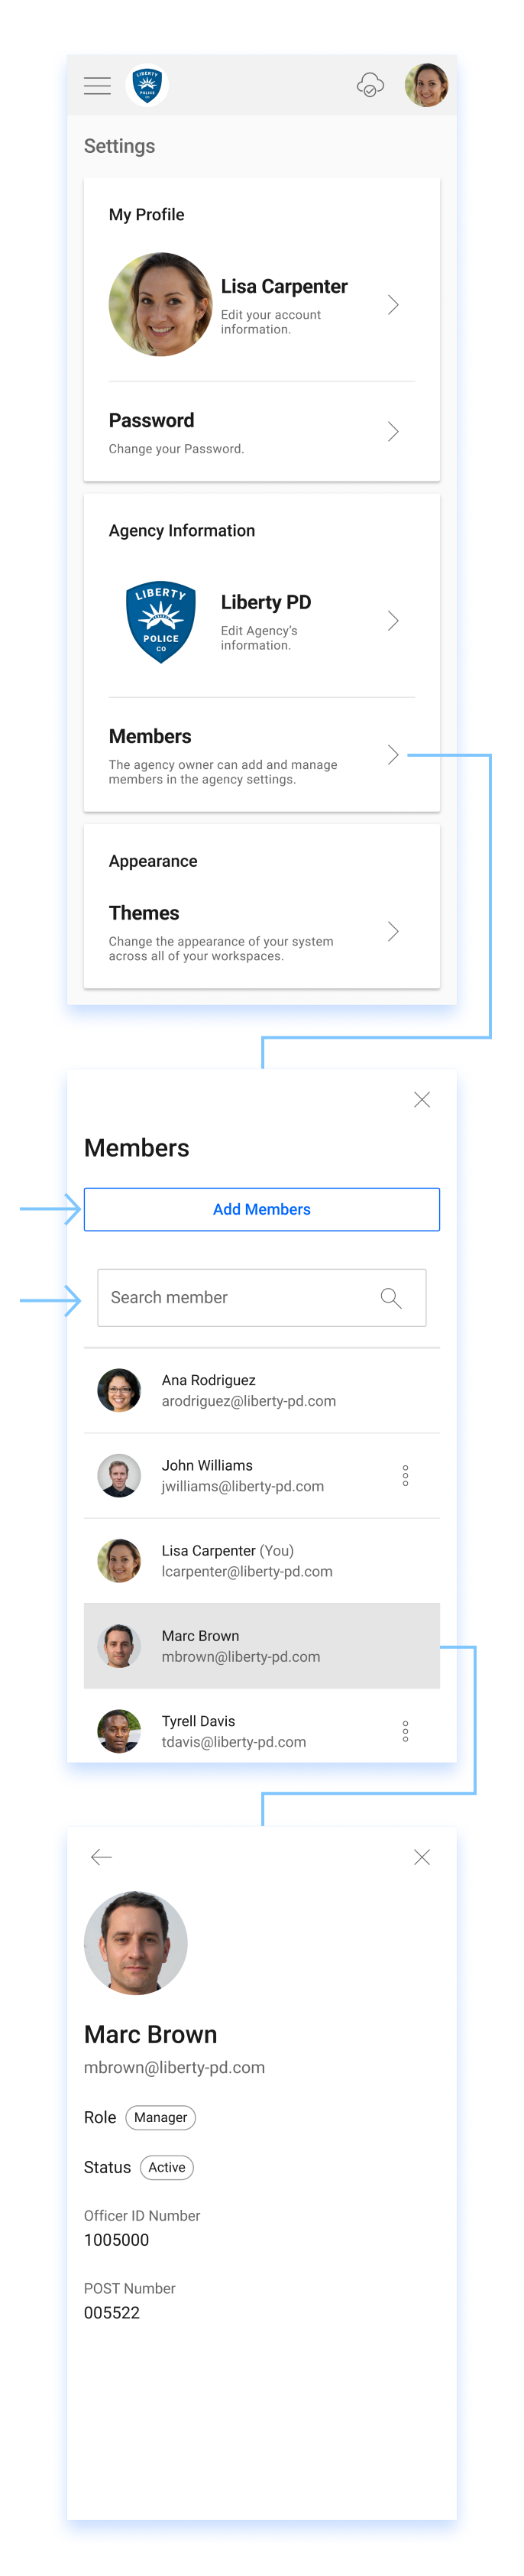 LIBERTY
POLICE
CO
Settings
My Profile
Lisa Carpenter
Edit your account
information.
Password
Change your Password.
Agency Information
LIBERTY
POLICE
CO
Liberty PD
Edit Agency's
information.
Members
The agency owner can add and manage
members in the agency settings.
Appearance
Themes
Change the appearance of your system
across all of your workspaces.
Members
Add Members
Search member
Ana Rodriguez
arodriguez@liberty-pd.com
John Williams
jwilliams@liberty-pd.com
Lisa Carpenter (You)
lcarpenter@liberty-pd.com
Marc Brown
mbrown@liberty-pd.com
Tyrell Davis
tdavis@liberty-pd.com
Marc Brown
mbrown@liberty-pd.com
Role Manager
Status Active
Officer ID Number
1005000
POST Number
005522